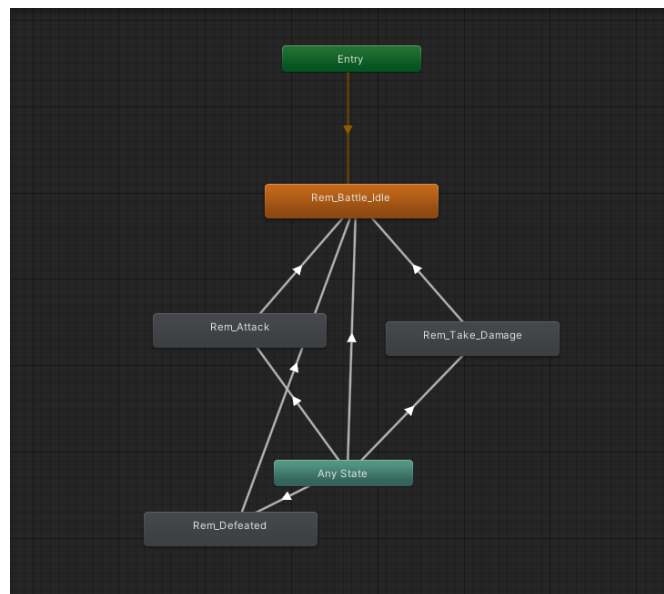 Entry
Rem_Battle_Idle
Rem_Attack
Rem_Take_Damage
Any State
Rem_Defeated